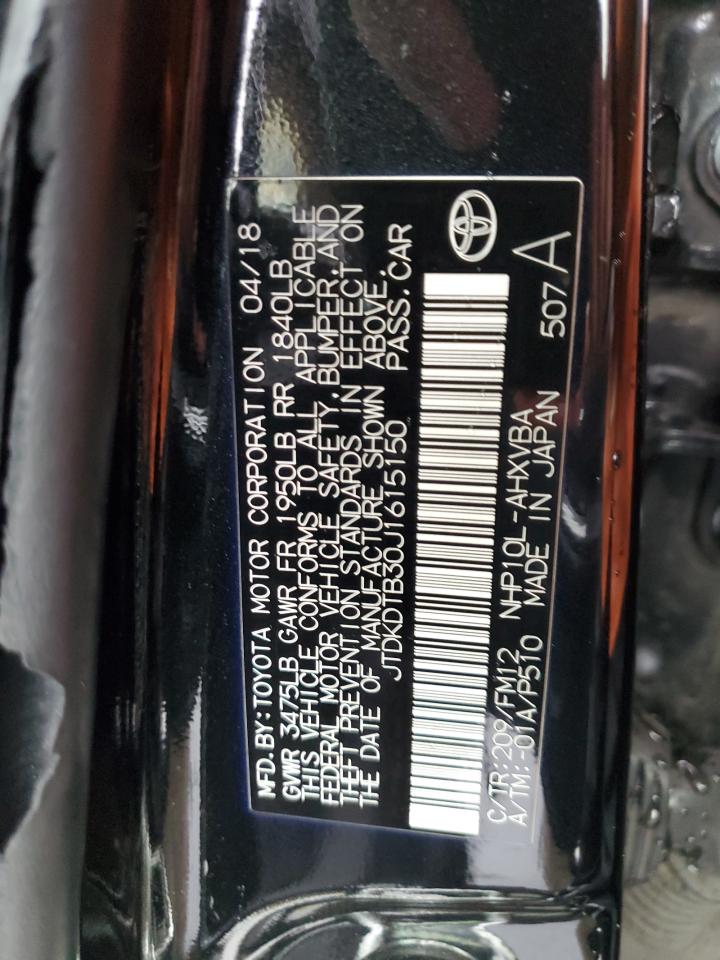 MFD.BY:TOYOTA MOTOR CORPORATION 04/18
GVWR 3475LB GAWR FR 1950LB RR 1840LB
THIS VEHICLE CONFORMS TO ALL APPLICABLE
FEDERAL MOTOR VEHICLE SAFETY, BUMPER, AND
THEFT PREVENTION STANDARDS IN EFFECT ON
THE DATE OF MANUFACTURE SHOWN ABOVE.
JTDKDTB30J1615150 PASS.CAR
C/TR:209/FM12 NHP10L-AHXVBA
A/TM:-01A/P510 MADE IN JAPAN 507 A